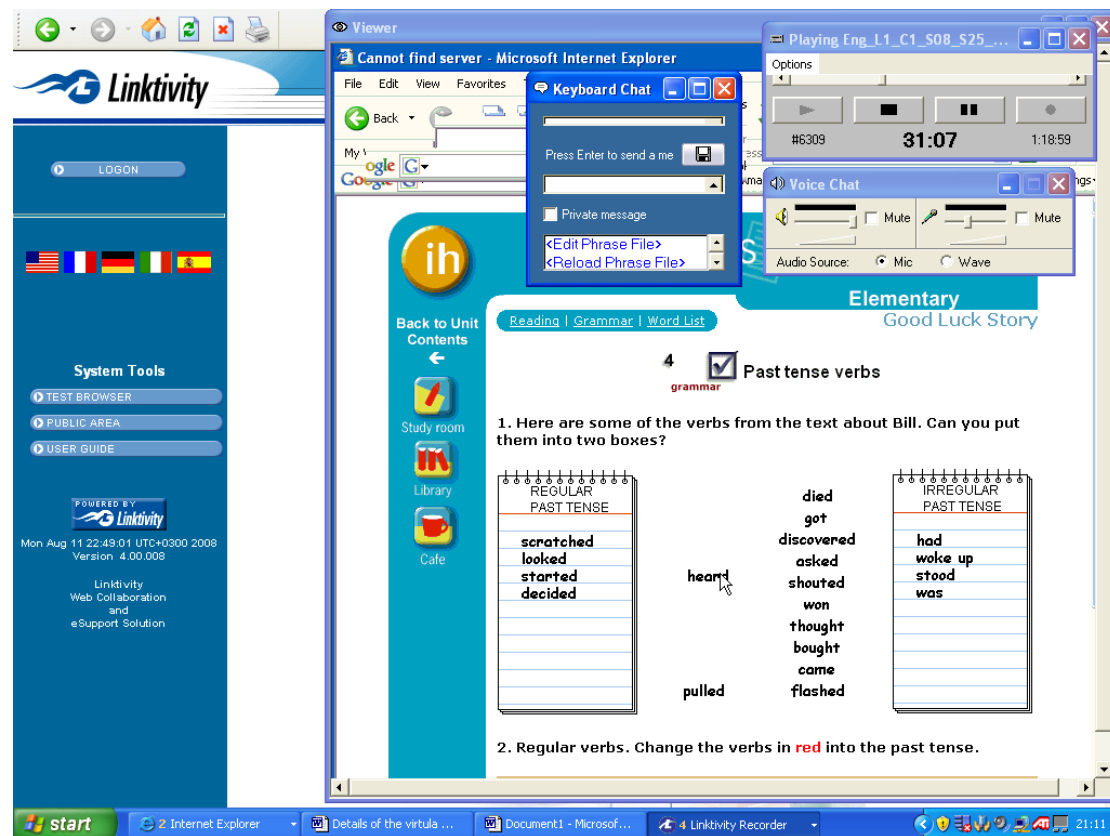 Linktivity
LOGON
System Tools
TEST BROWSER
PUBLIC AREA
USER GUIDE
POWERED BY
Linktivity
Mon Aug 11 22:49:01 UTC+0300 2008
Version 4.00.008
Linktivity
Web Collaboration
and
eSupport Solution
Viewer
Cannot find server - Microsoft Internet Explorer
File Edit View Favorites
Back
My
ogle G
Google
Keyboard Chat
Press Enter to send a me
Private message
<Edit Phrase File>
<Reload Phrase File>
Playing Eng_L1_C1_S08_S25_...
Options
#6309 31:07 1:18:59
Voice Chat
Mute Mute
Audio Source: Mic Wave
ih
Elementary
Good Luck Story
Back to Unit
Contents
Study room
Library
Cafe
Reading | Grammar | Word List
4
grammar
Past tense verbs
1. Here are some of the verbs from the text about Bill. Can you put
them into two boxes?
REGULAR
PAST TENSE
scratched
looked
started
decided
heard
pulled
died
got
discovered
asked
shouted
won
thought
bought
came
flashed
IRREGULAR
PAST TENSE
had
woke up
stood
was
2. Regular verbs. Change the verbs in red into the past tense.
start 2 Internet Explorer Details of the virtula ... Document1 - Microsof... 4 Linktivity Recorder 21:11